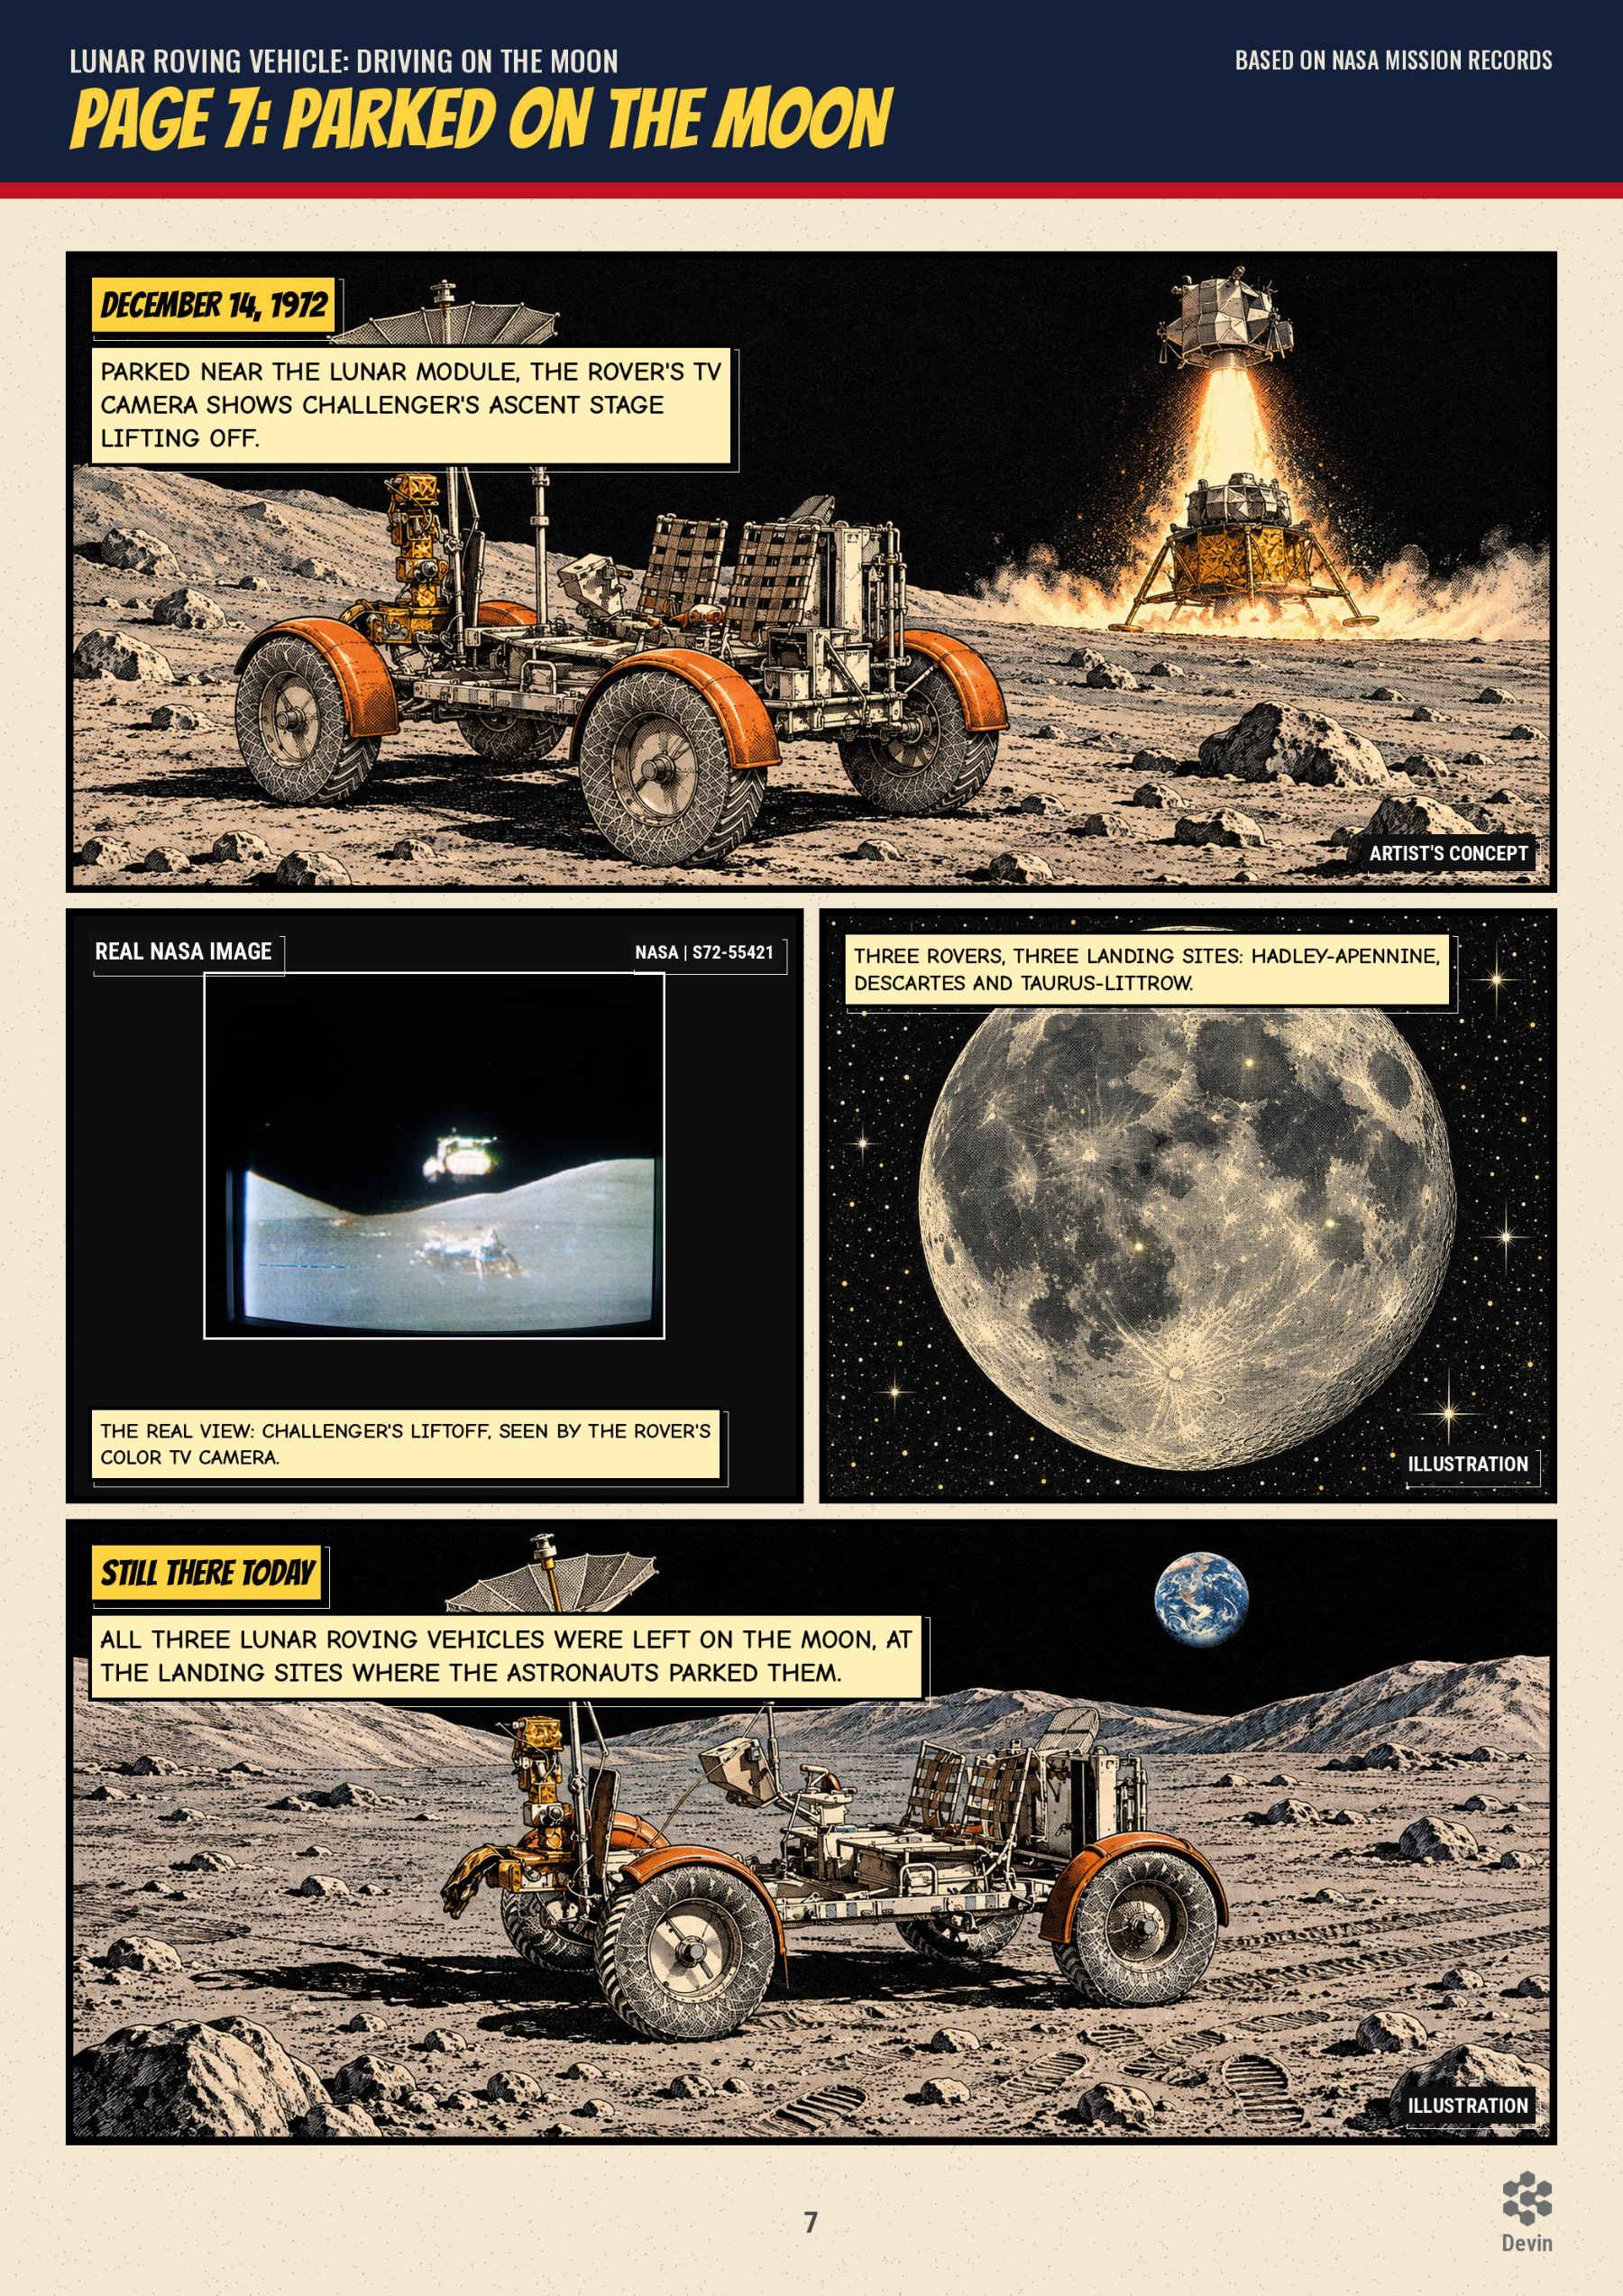 LUNAR ROVING VEHICLE: DRIVING ON THE MOON
BASED ON NASA MISSION RECORDS
PAGE 7: PARKED ON THE MOON
DECEMBER 14, 1972
PARKED NEAR THE LUNAR MODULE, THE ROVER'S TV
CAMERA SHOWS CHALLENGER'S ASCENT STAGE
LIFTING OFF.
ARTIST'S CONCEPT
REAL NASA IMAGE
NASA | S72-55421
THE REAL VIEW: CHALLENGER'S LIFTOFF, SEEN BY THE ROVER'S
COLOR TV CAMERA.
THREE ROVERS, THREE LANDING SITES: HADLEY-APENNINE,
DESCARTES AND TAURUS-LITTROW.
ILLUSTRATION
STILL THERE TODAY
ALL THREE LUNAR ROVING VEHICLES WERE LEFT ON THE MOON, AT
THE LANDING SITES WHERE THE ASTRONAUTS PARKED THEM.
ILLUSTRATION
7
Devin